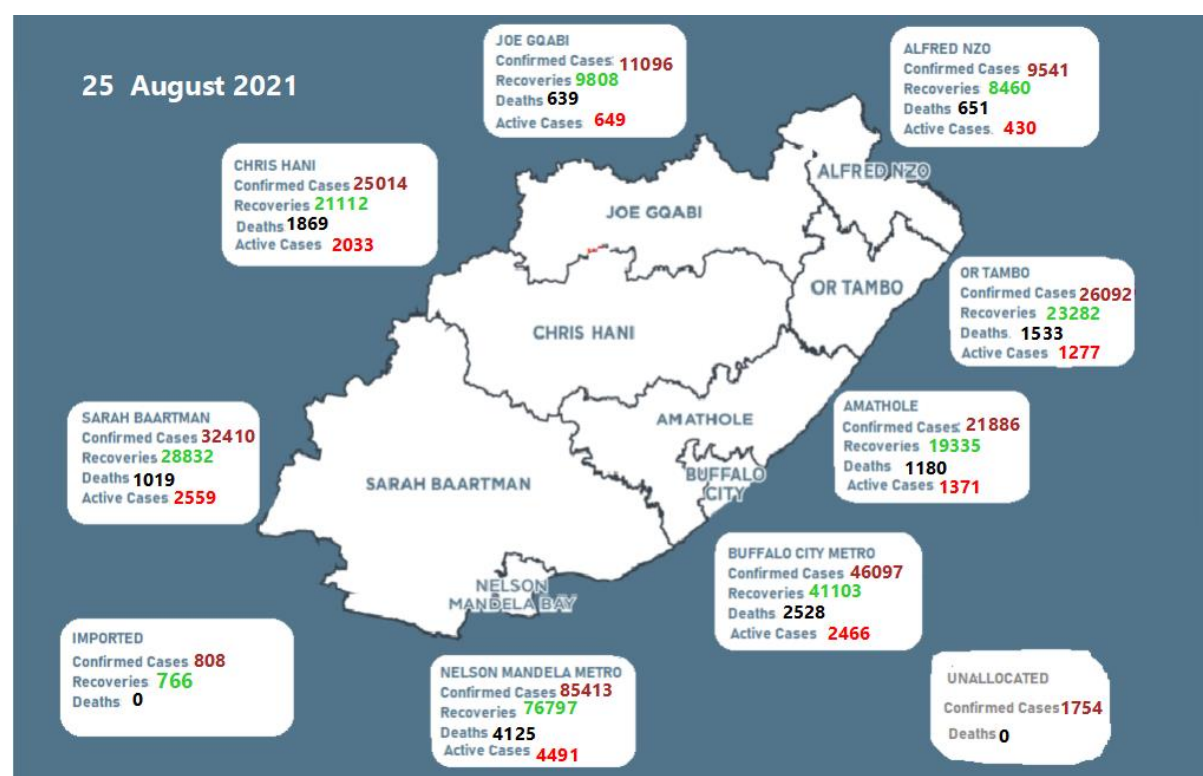 25 August 2021
JOE GQABI
Confirmed Cases: 11096
Recoveries 9808
Deaths 639
Active Cases 649
ALFRED NZO
Confirmed Cases 9541
Recoveries 8460
Deaths 651
Active Cases. 430
CHRIS HANI
Confirmed Cases 25014
Recoveries 21112
Deaths 1869
Active Cases 2033
ALFRED NZO
JOE GQABI
OR TAMBO
CHRIS HANI
OR TAMBO
Confirmed Cases 26092
Recoveries 23282
Deaths. 1533
Active Cases 1277
SARAH BAARTMAN
Confirmed Cases 32410
Recoveries 28832
Deaths 1019
Active Cases 2559
AMATHOLE
BUFFALO
CITY
SARAH BAARTMAN
AMATHOLE
Confirmed Cases: 21886
Recoveries 19335
Deaths 1180
Active Cases 1371
NELSON
MANDELA BAY
BUFFALO CITY METRO
Confirmed Cases 46097
Recoveries 41103
Deaths 2528
Active Cases 2466
IMPORTED
Confirmed Cases 808
Recoveries 766
Deaths 0
NELSON MANDELA METRO
Confirmed Cases 85413
Recoveries 76797
Deaths 4125
Active Cases 4491
UNALLOCATED
Confirmed Cases 1754
Deaths 0